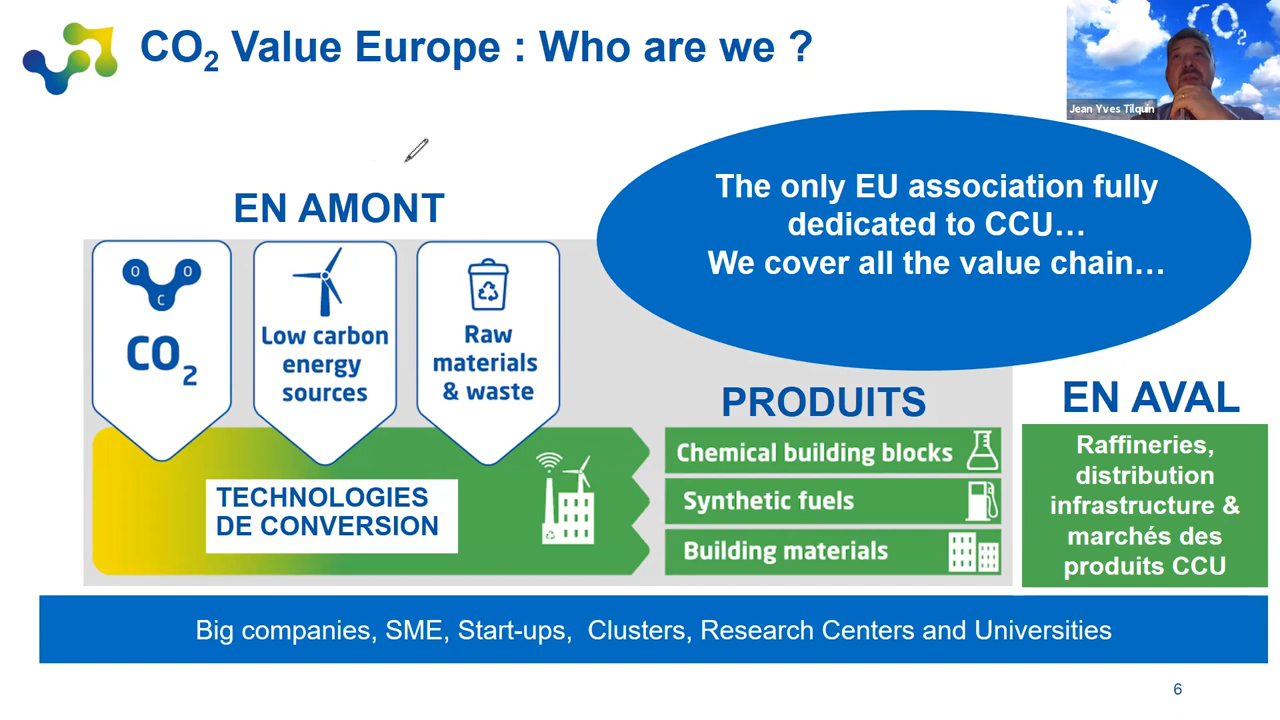 CO₂ Value Europe : Who are we ?
CO₂
Jean Yves Tilquin
The only EU association fully
dedicated to CCU...
We cover all the value chain...
EN AMONT
O O
C
CO₂
Low carbon
energy
sources
Raw
materials
& waste
TECHNOLOGIES
DE CONVERSION
PRODUITS
Chemical building blocks
Synthetic fuels
Building materials
EN AVAL
Raffineries,
distribution
infrastructure &
marchés des
produits CCU
Big companies, SME, Start-ups,  Clusters, Research Centers and Universities
6